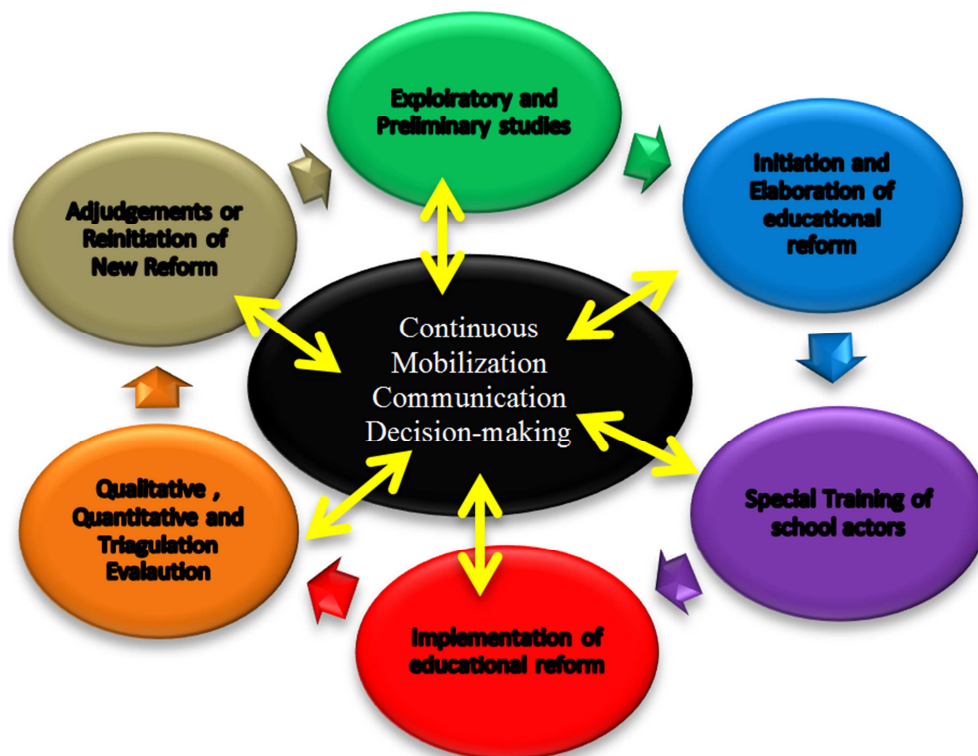 Exploiratory and
Preliminary studies
Initiation and
Elaboration of
educational
reform
Adjudgements or
Reinitiation of
New Reform
Continuous
Mobilization
Communication
Decision-making
Special Training of
school actors
Qualitative ,
Quantitative and
Triagulation
Evalaution
Implementation of
educational reform